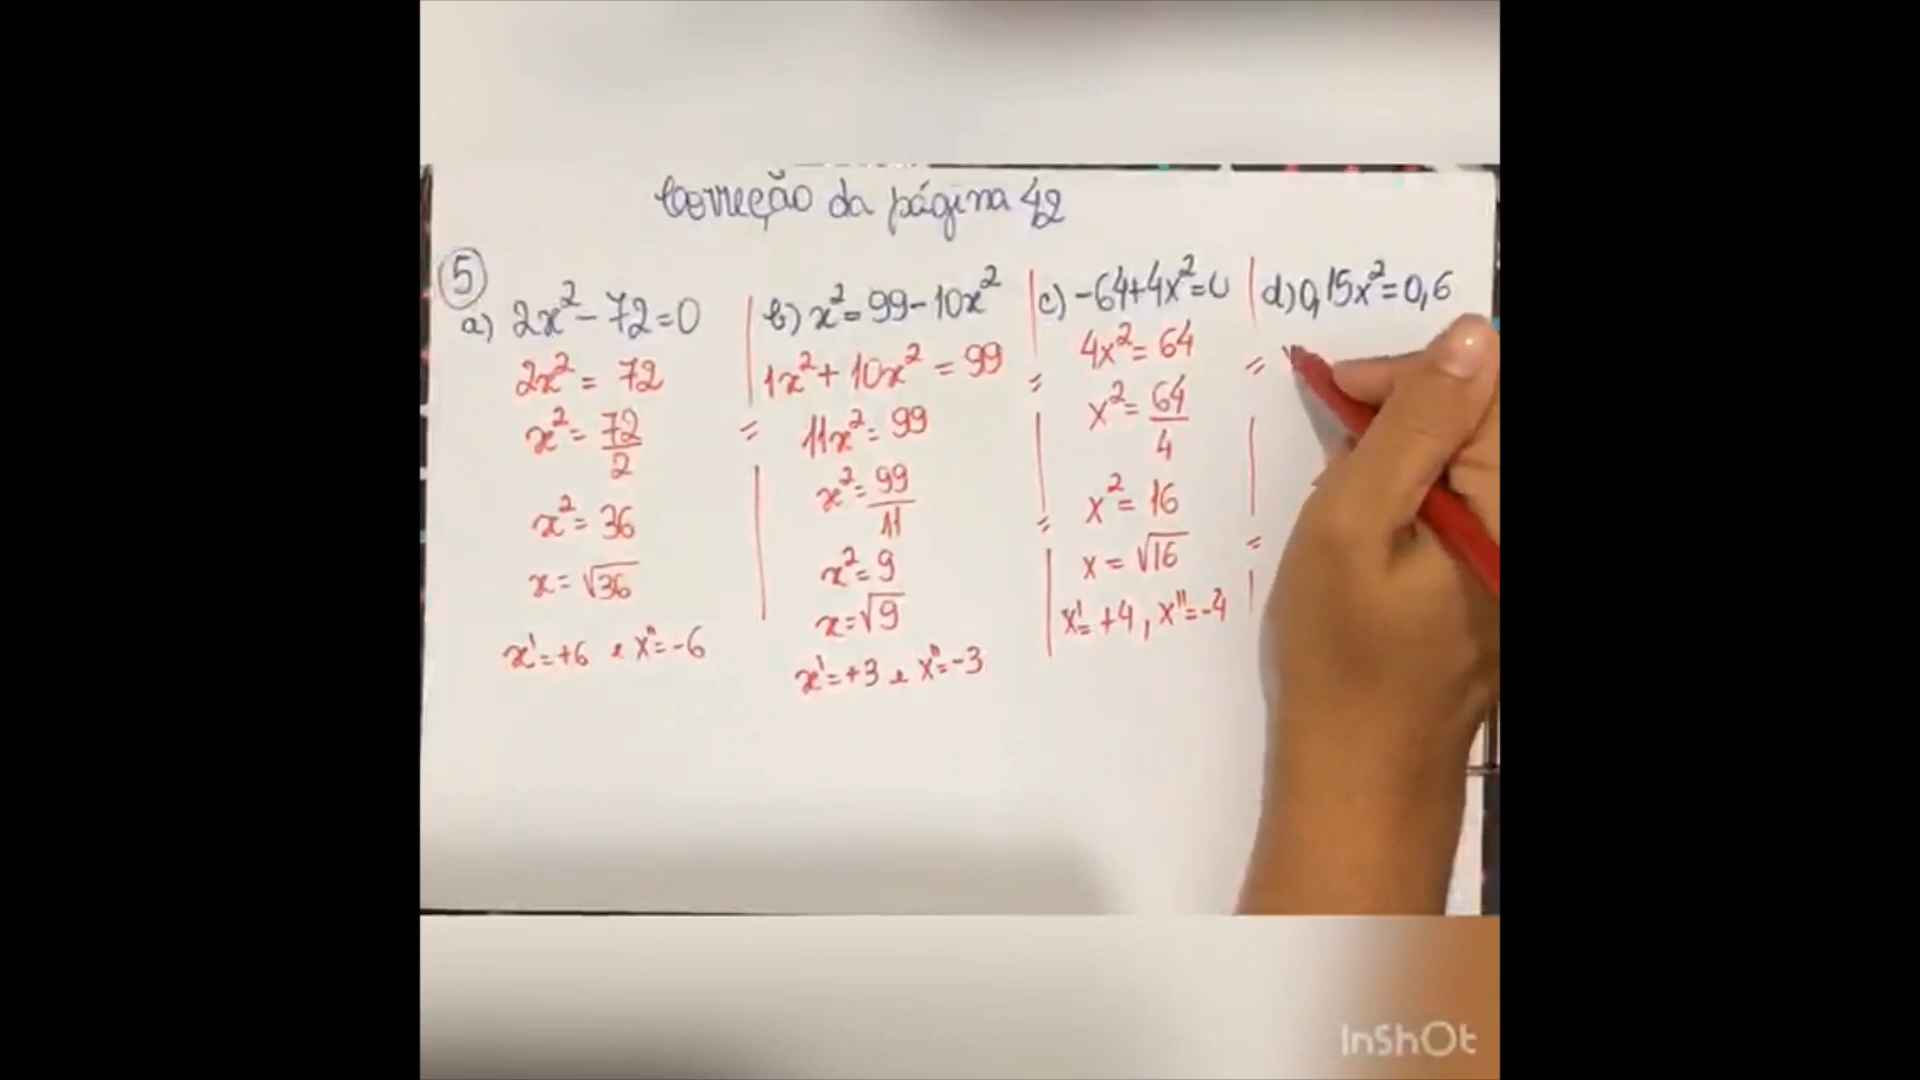 Correção da página 42
5
a) 2x² - 72 = 0
2x² = 72
x² = 72/2
x² = 36
x = √36
x' = +6 e x" = -6
b) x² = 99 - 10x²
1x² + 10x² = 99
11x² = 99
x² = 99/11
x² = 9
x = √9
x' = +3 e x" = -3
c) -64 + 4x² = 0
4x² = 64
x² = 64/4
x² = 16
x = √16
x' = +4, x" = -4
d) 0,15x² = 0,6
InShOt